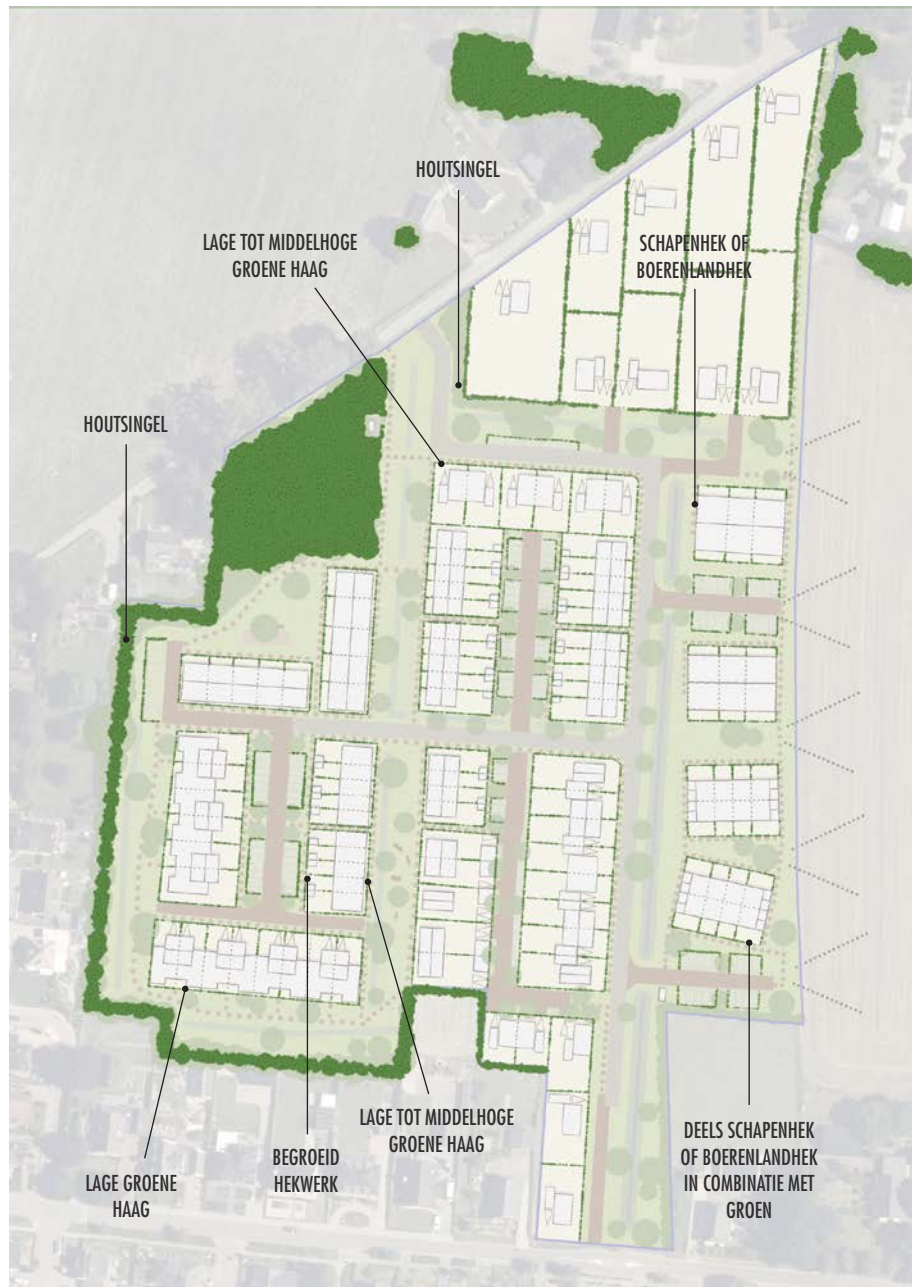 HOUTSINGEL
LAGE TOT MIDDELHOGE
GROENE HAAG
SCHAPENHEK OF
BOERENLANDHEK
HOUTSINGEL
LAGE GROENE
HAAG
BEGROEID
HEKWERK
LAGE TOT MIDDELHOGE
GROENE HAAG
DEELS SCHAPENHEK
OF BOERENLANDHEK
IN COMBINATIE MET
GROEN